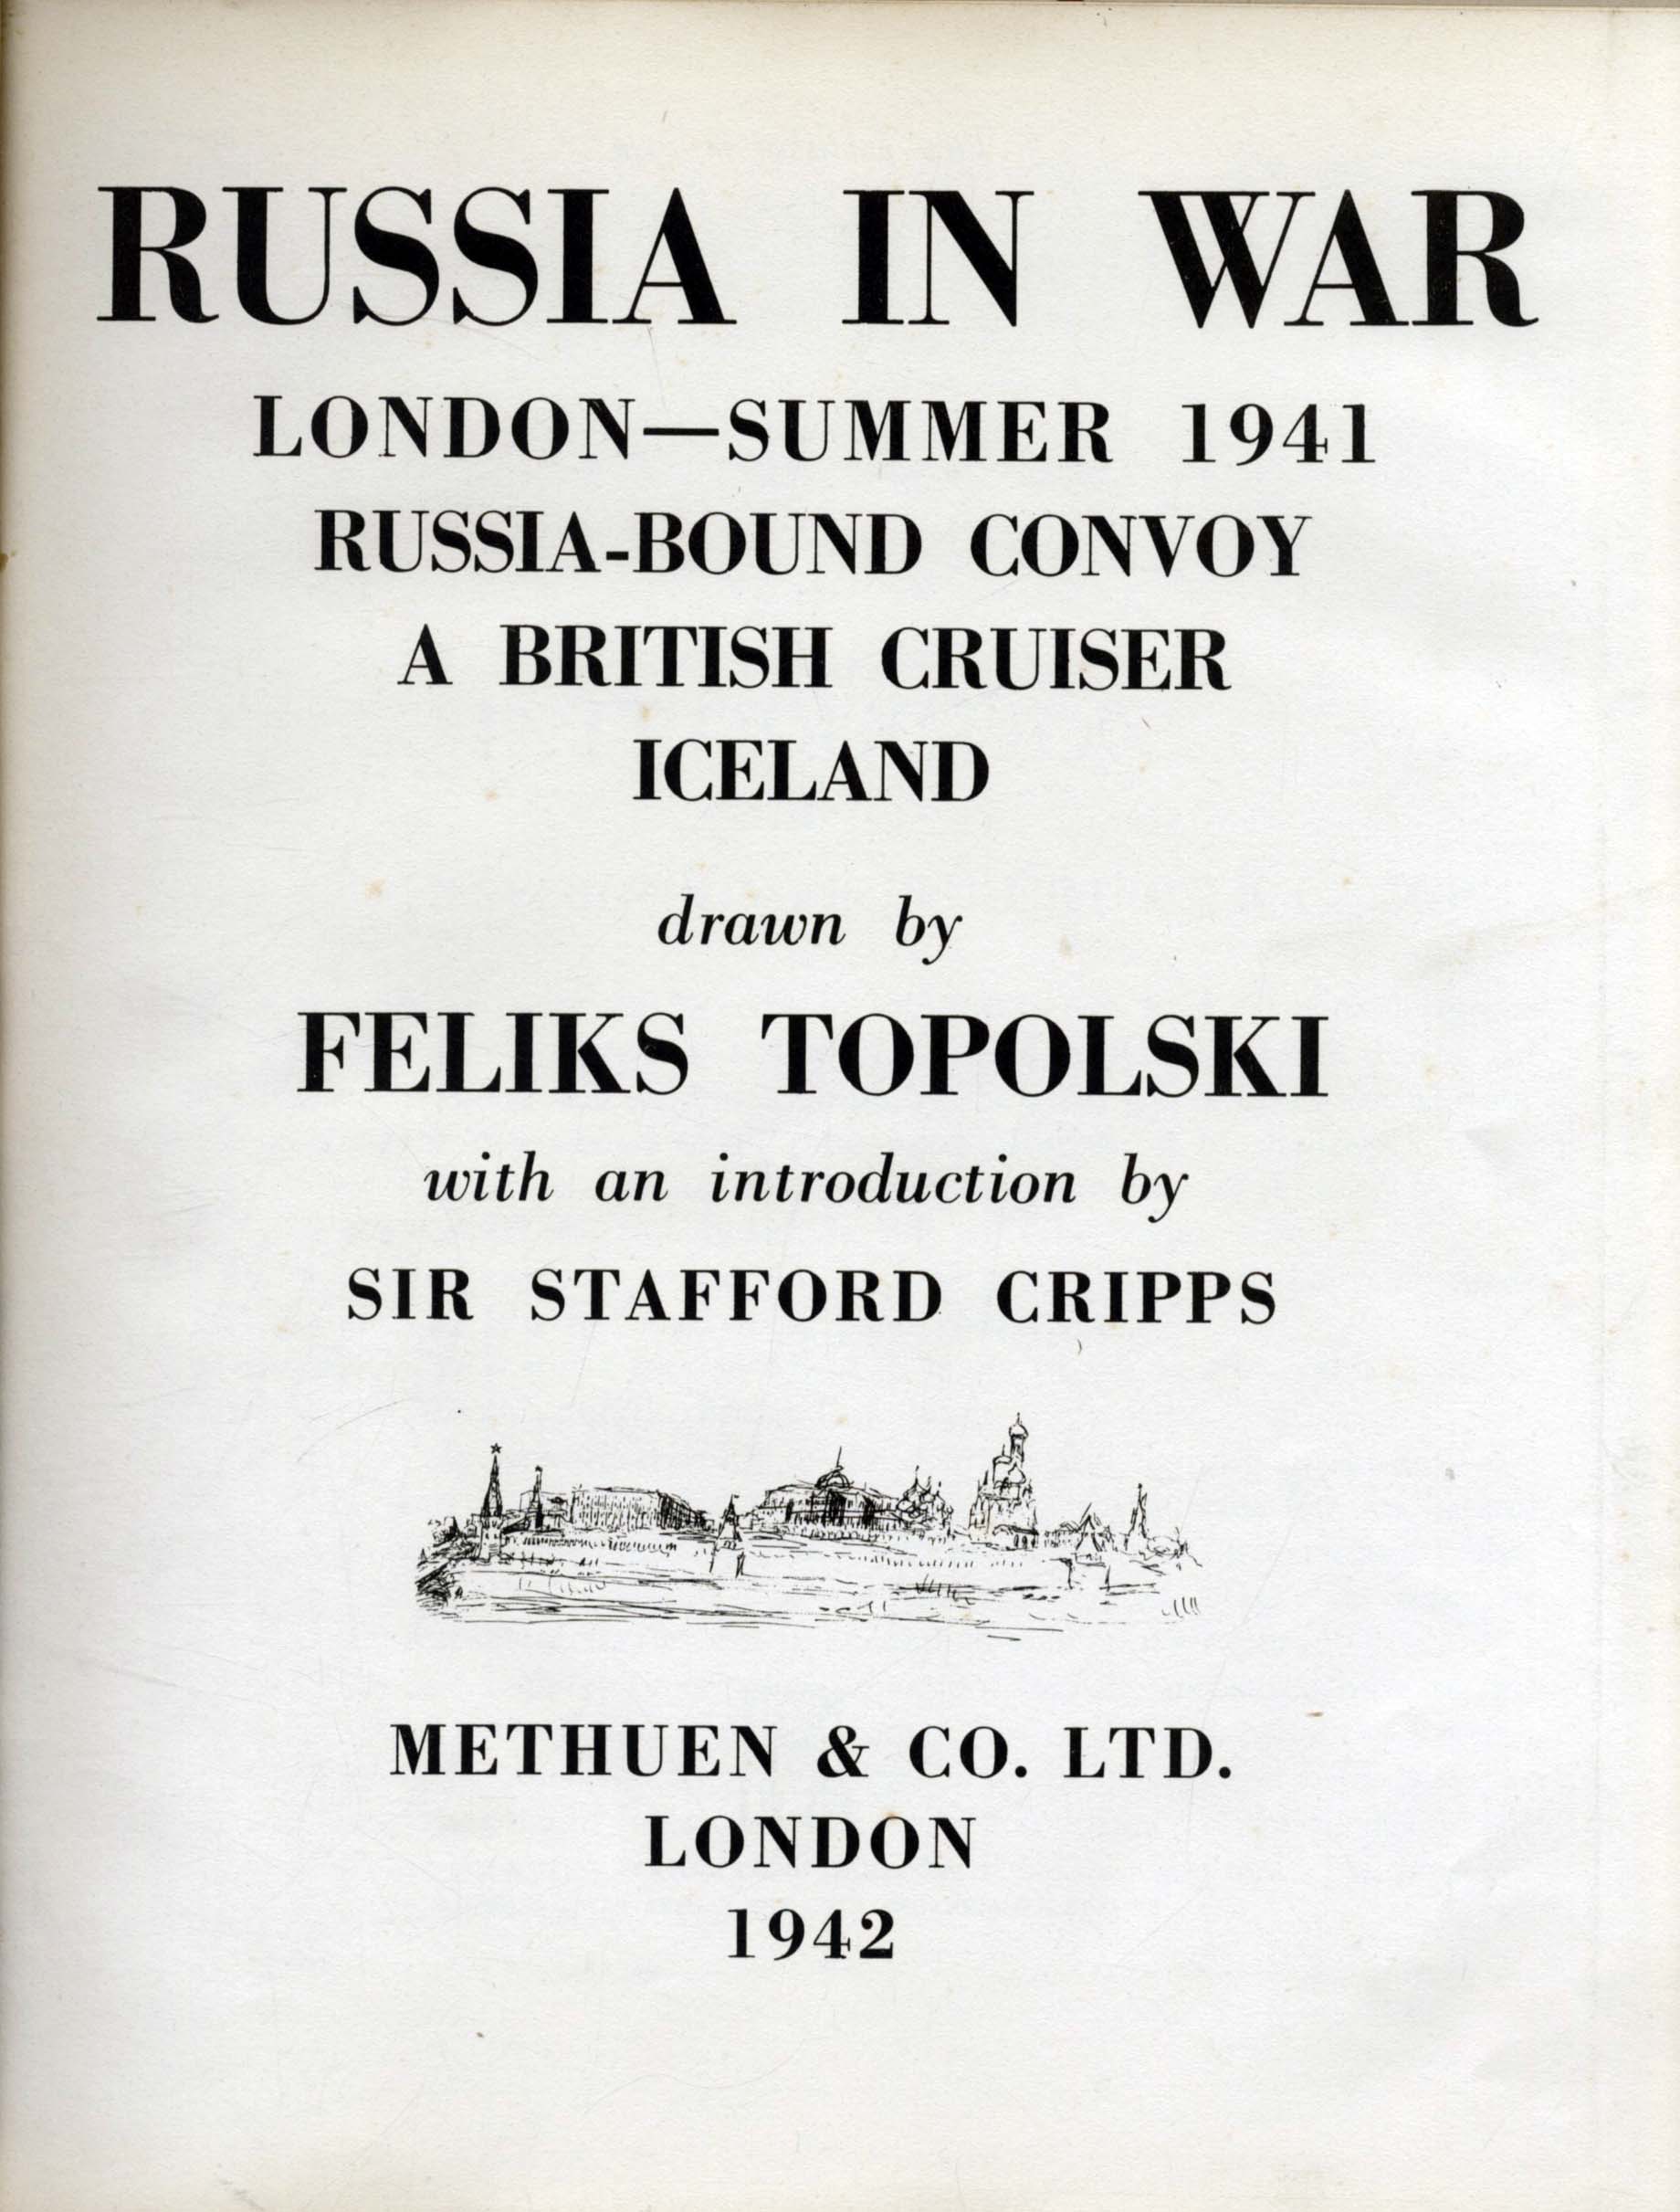 RUSSIA IN WAR
LONDON—SUMMER 1941
RUSSIA-BOUND CONVOY
A BRITISH CRUISER
ICELAND
drawn by
FELIKS TOPOLSKI
with an introduction by
SIR STAFFORD CRIPPS
METHUEN & CO. LTD.
LONDON
1942